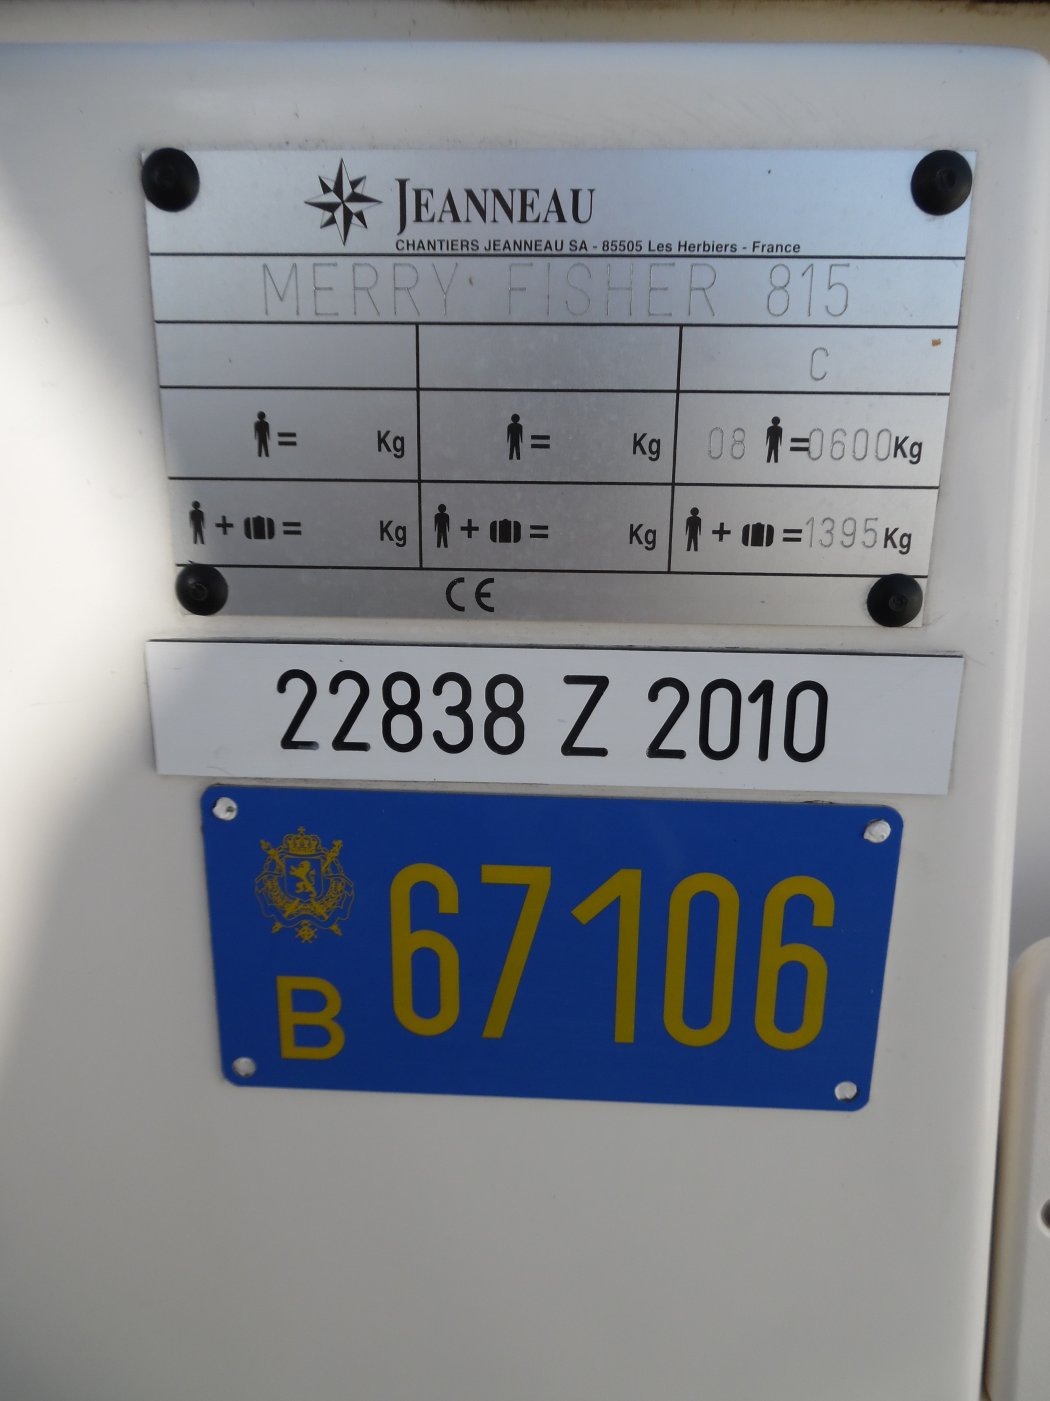 JEANNEAU
CHANTIERS JEANNEAU SA - 85505 Les Herbiers - France
MERRY FISHER 815
C
= Kg = Kg 08 =0600Kg
+ = Kg + = Kg + =1395Kg
CE
22838 Z 2010
B 67106